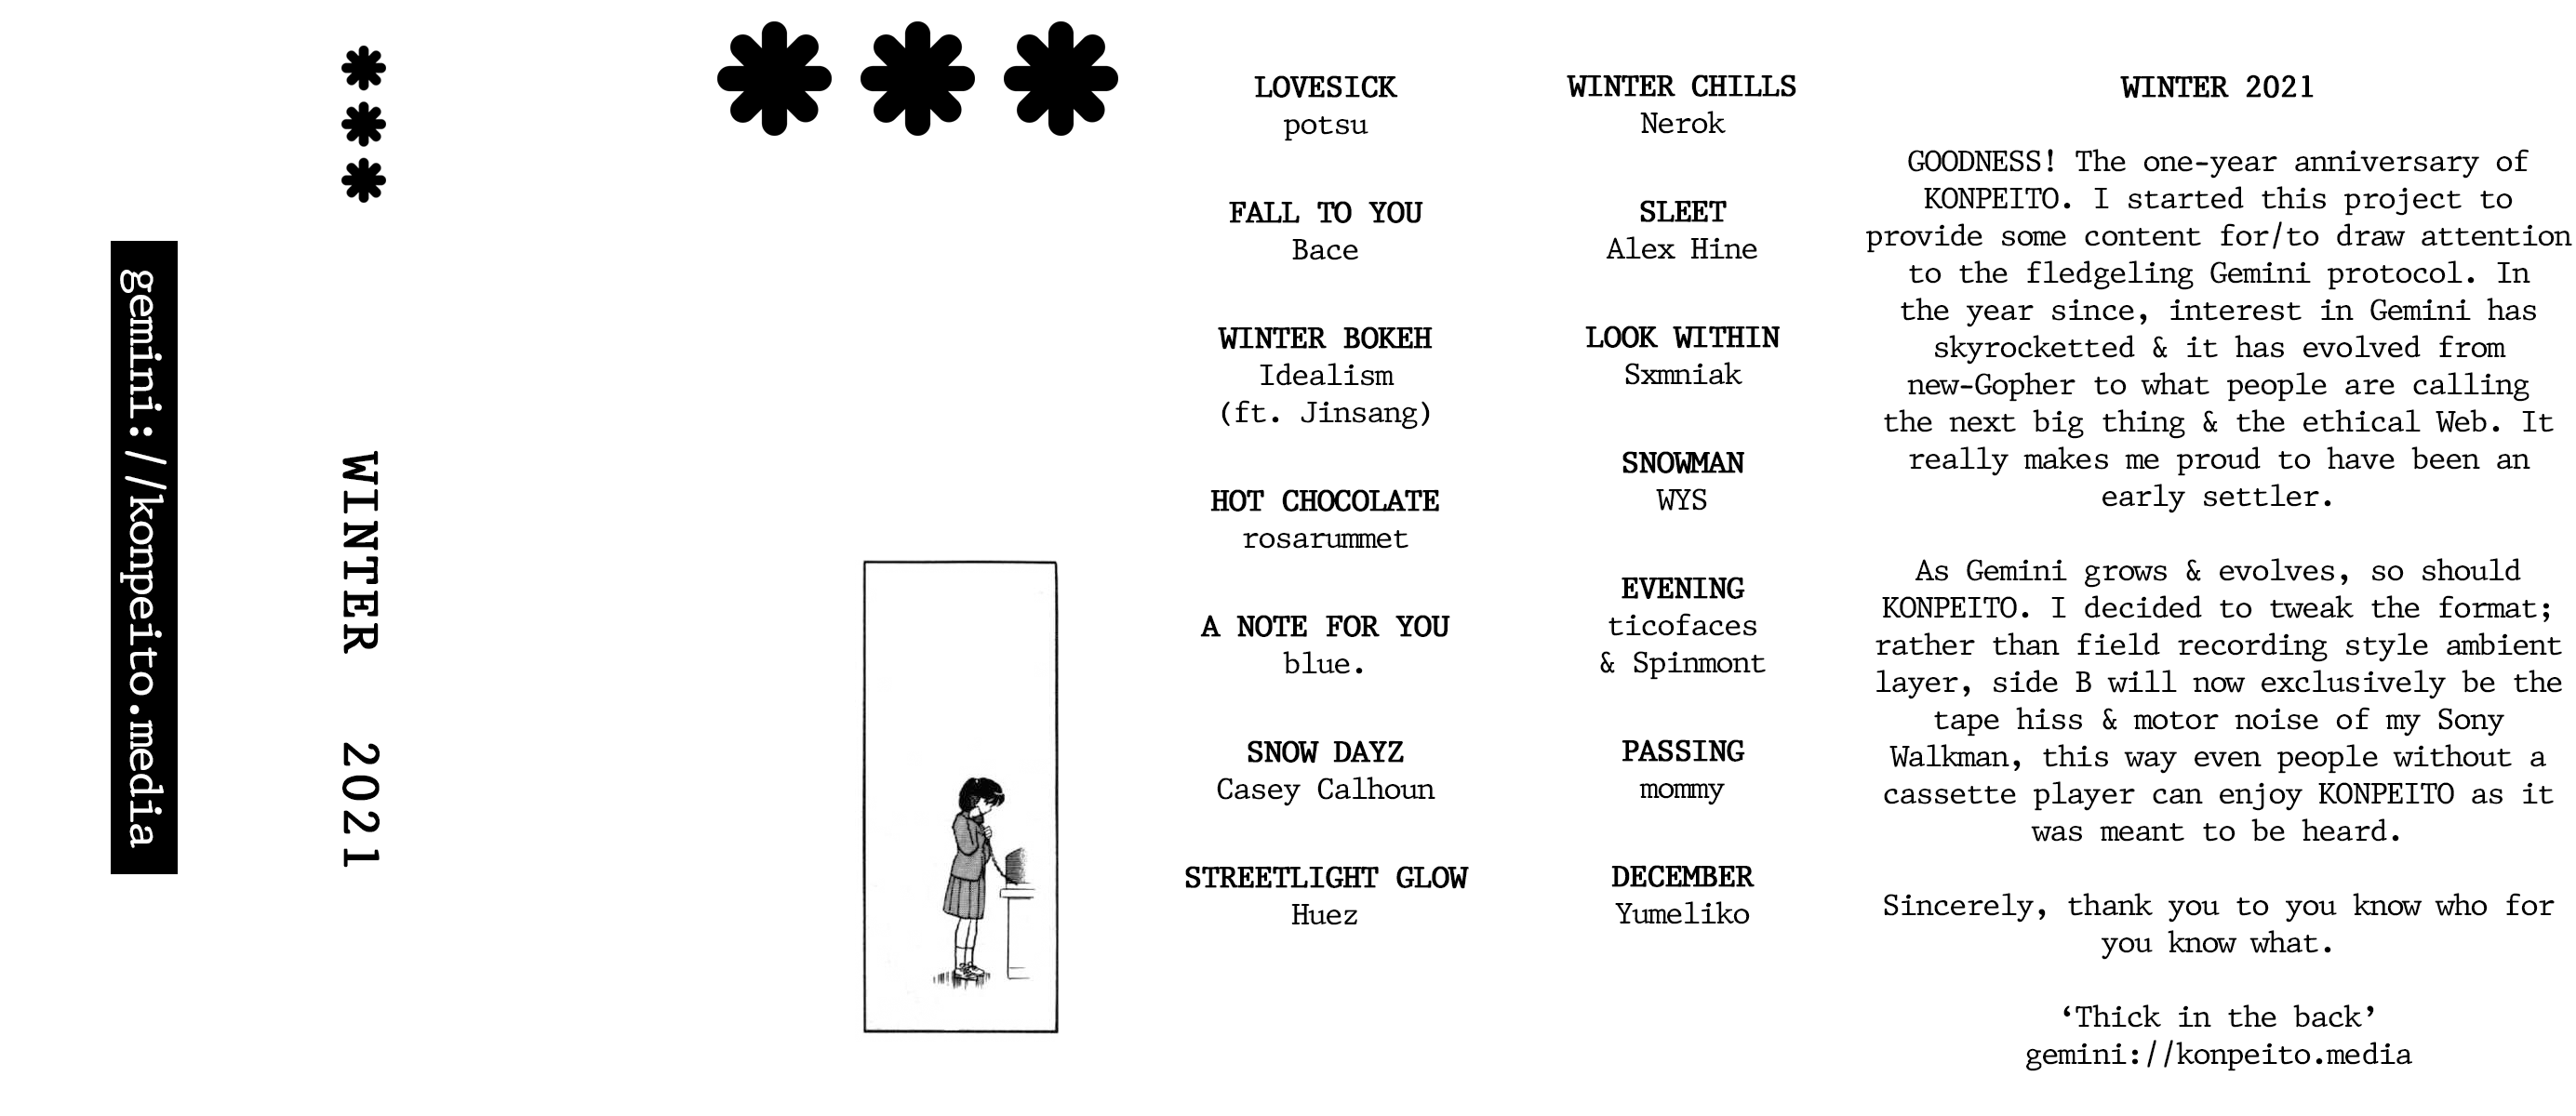 gemini://konpeito.media
WINTER 2021
LOVESICK
potsu
FALL TO YOU
Bace
WINTER BOKEH
Idealism
(ft. Jinsang)
HOT CHOCOLATE
rosarummet
A NOTE FOR YOU
blue.
SNOW DAYZ
Casey Calhoun
STREETLIGHT GLOW
Huez
WINTER CHILLS
Nerok
SLEET
Alex Hine
LOOK WITHIN
Sxmniak
SNOWMAN
WYS
EVENING
ticofaces
& Spinmont
PASSING
mommy
DECEMBER
Yumeliko
WINTER 2021
GOODNESS! The one-year anniversary of
KONPEITO. I started this project to
provide some content for/to draw attention
to the fledgeling Gemini protocol. In
the year since, interest in Gemini has
skyrocketted & it has evolved from
new-Gopher to what people are calling
the next big thing & the ethical Web. It
really makes me proud to have been an
early settler.
As Gemini grows & evolves, so should
KONPEITO. I decided to tweak the format;
rather than field recording style ambient
layer, side B will now exclusively be the
tape hiss & motor noise of my Sony
Walkman, this way even people without a
cassette player can enjoy KONPEITO as it
was meant to be heard.
Sincerely, thank you to you know who for
you know what.
‘Thick in the back’
gemini://konpeito.media